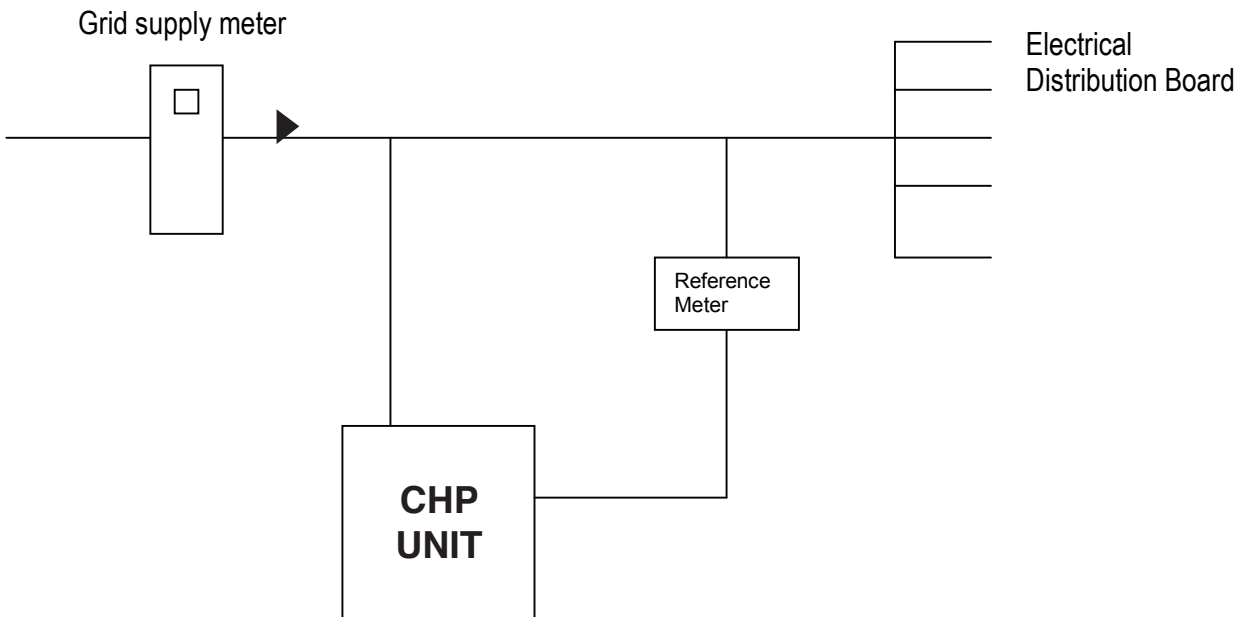 Grid supply meter
Electrical
Distribution Board
Reference
Meter
CHP
UNIT